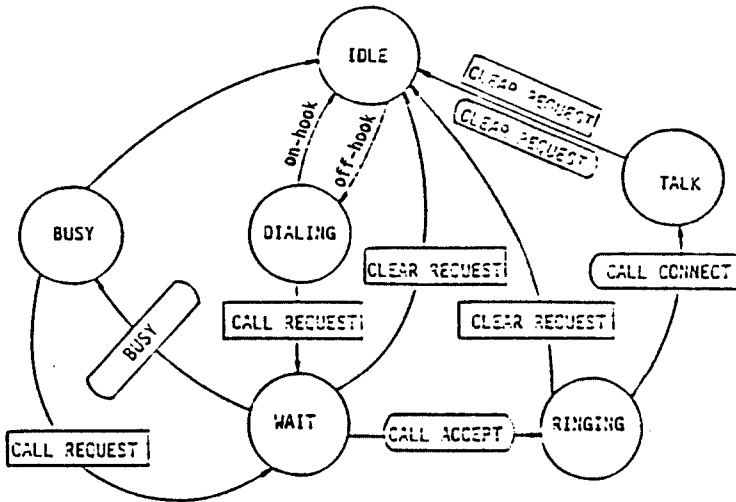 IDLE
CLEAR REQUEST
CLEAR REQUEST
on-hook
off-hook
TALK
BUSY
DIALING
CLEAR REQUEST
CALL CONNECT
CALL REQUEST
CLEAR REQUEST
BUSY
WAIT
CALL ACCEPT
RINGING
CALL REQUEST